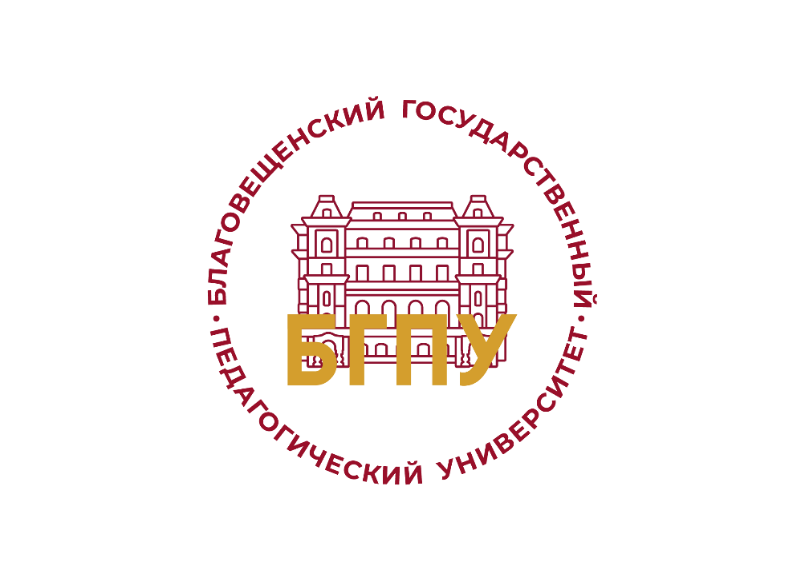 БЛАГОВЕЩЕНСКИЙ ГОСУДАРСТВЕННЫЙ
• ПЕДАГОГИЧЕСКИЙ УНИВЕРСИТЕТ •
БГПУ